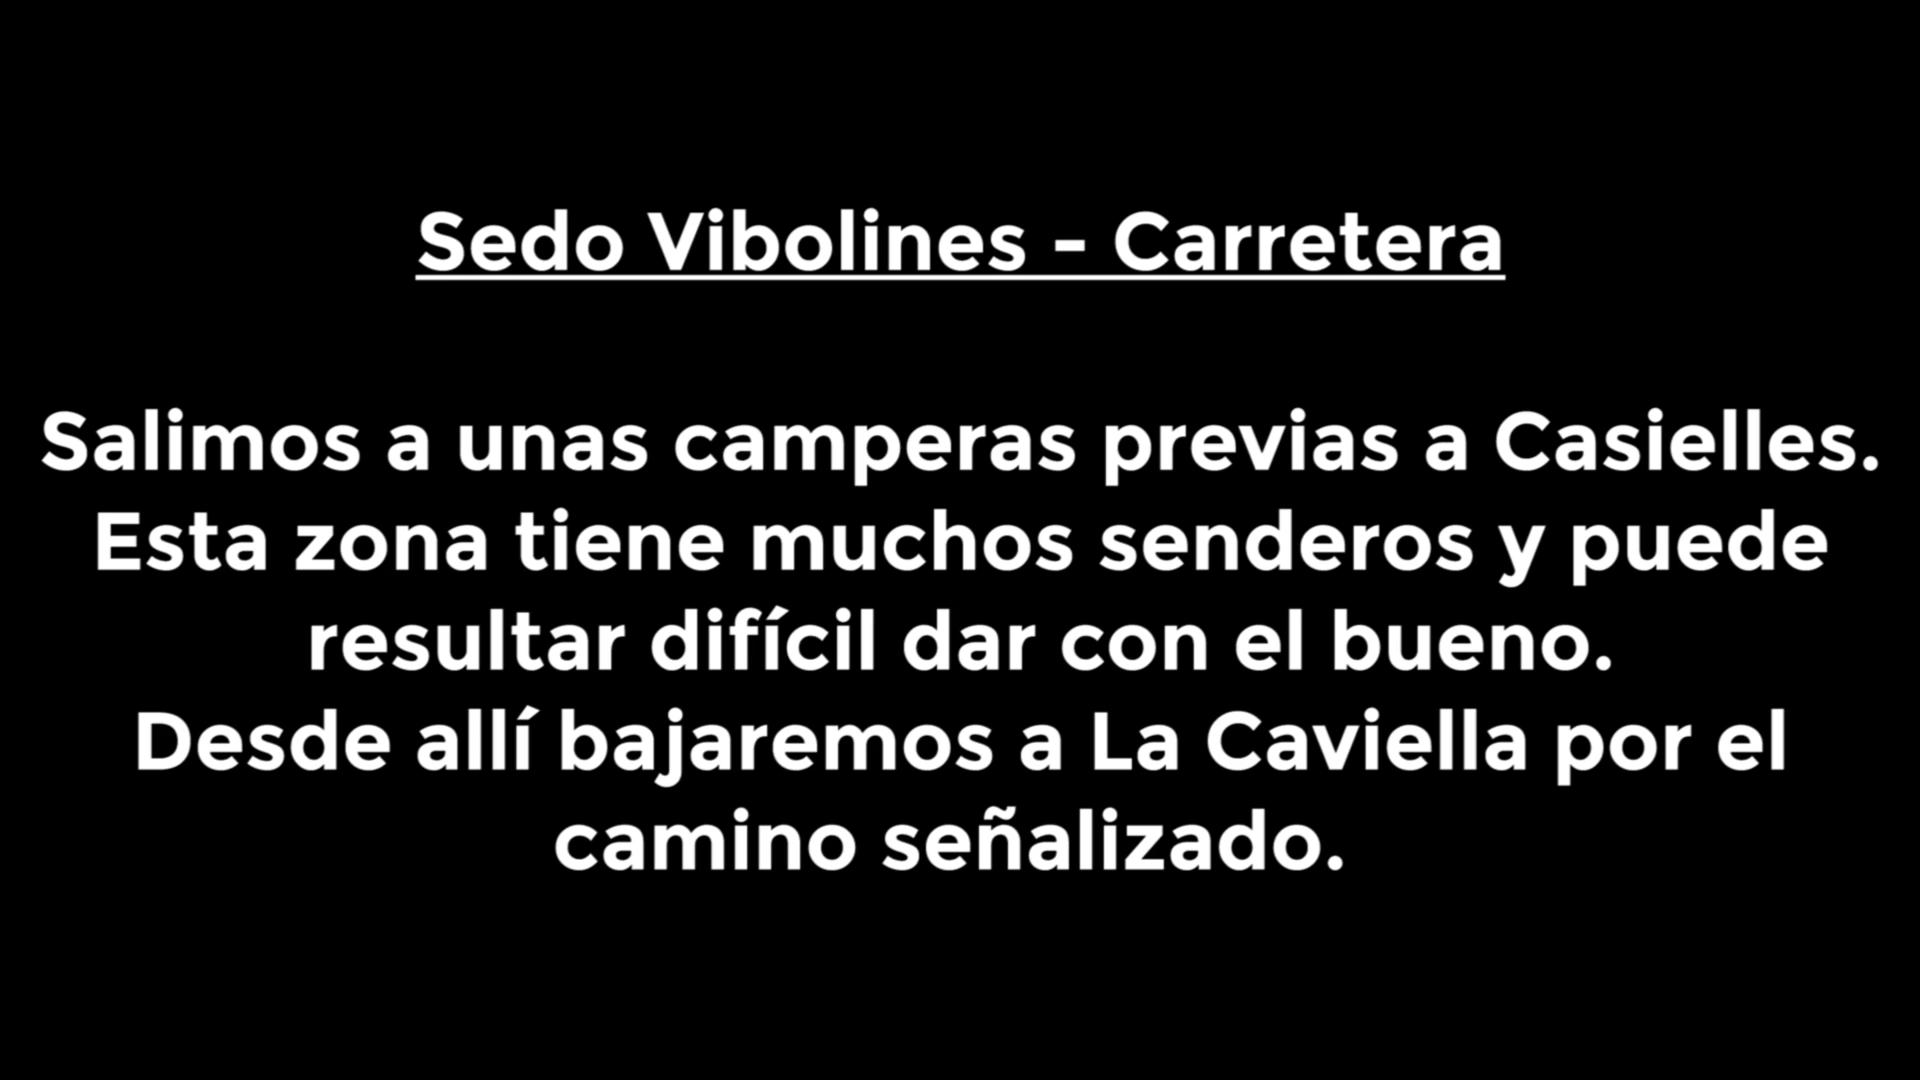 Sedo Vibolines - Carretera
Salimos a unas camperas previas a Casielles.
Esta zona tiene muchos senderos y puede
resultar difícil dar con el bueno.
Desde allí bajaremos a La Caviella por el
camino señalizado.